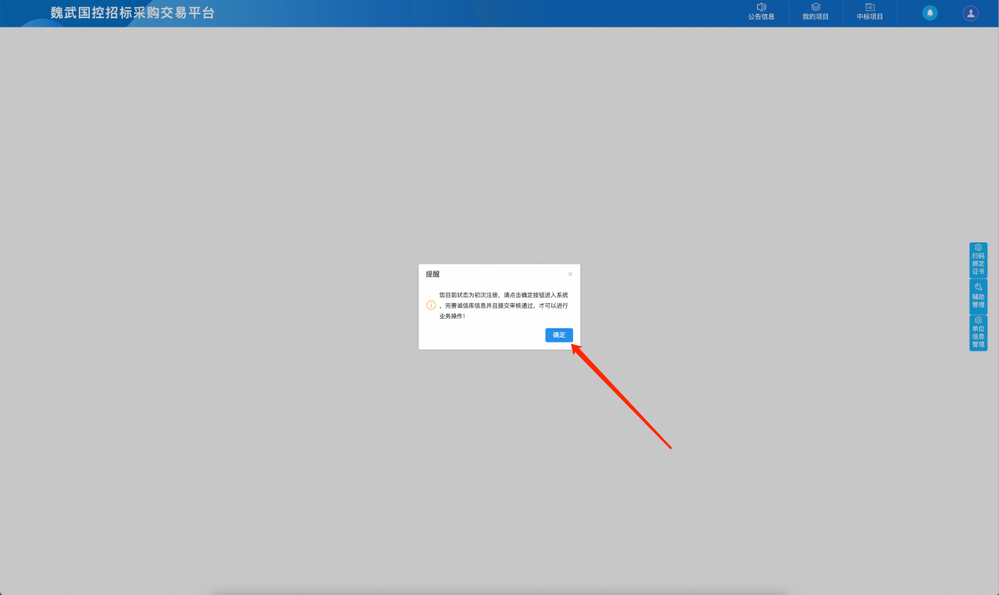 魏武国控招标采购交易平台
公告信息
我的项目
中标项目
扫码
绑定
证书
辅助
管理
单位
信息
管理
提醒
您目前状态为初次注册，请点击确定按钮进入系统
，完善诚信库信息并且提交审核通过，才可以进行
业务操作！
确定